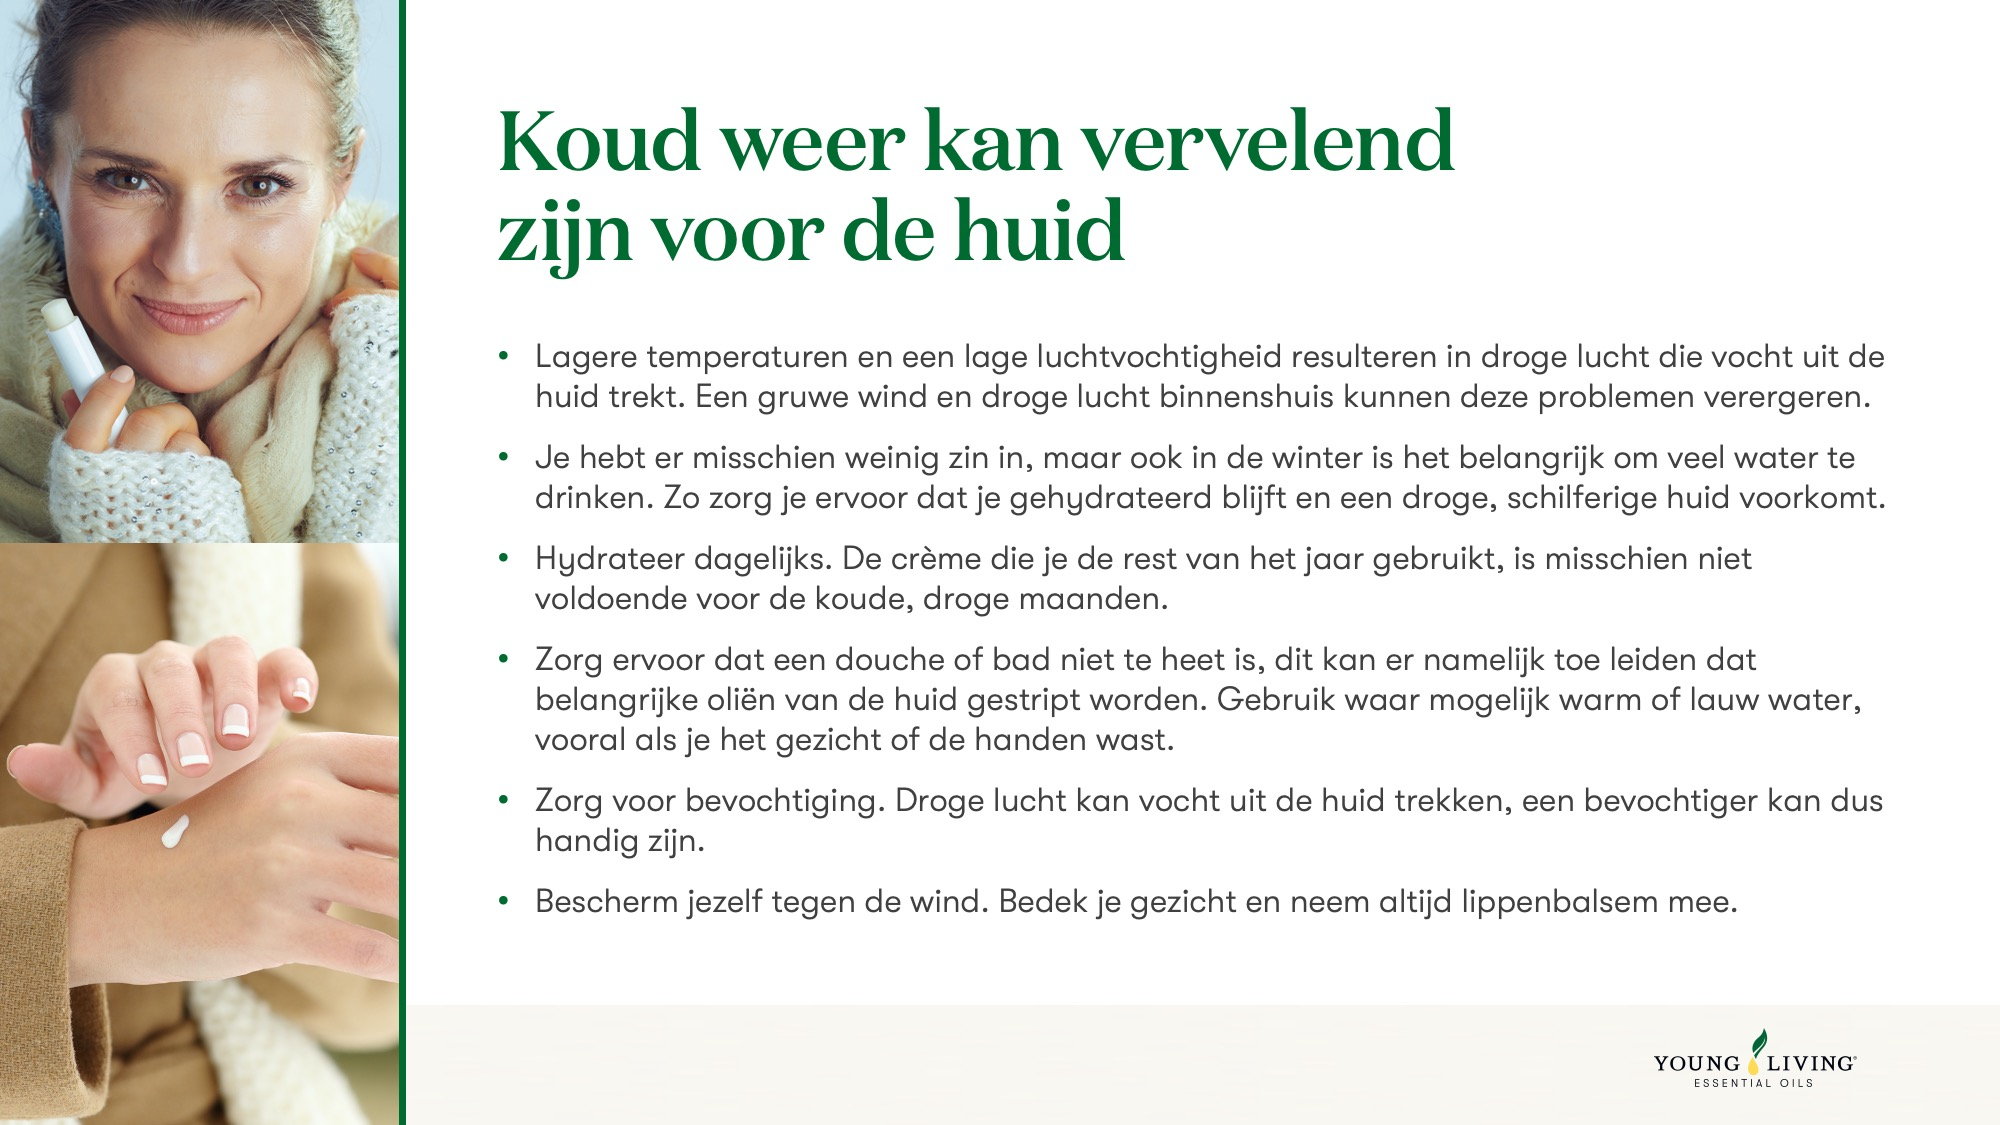 Koud weer kan vervelend
zijn voor de huid
• Lagere temperaturen en een lage luchtvochtigheid resulteren in droge lucht die vocht uit de
huid trekt. Een gruwe wind en droge lucht binnenshuis kunnen deze problemen verergeren.
• Je hebt er misschien weinig zin in, maar ook in de winter is het belangrijk om veel water te
drinken. Zo zorg je ervoor dat je gehydrateerd blijft en een droge, schilferige huid voorkomt.
• Hydrateer dagelijks. De crème die je de rest van het jaar gebruikt, is misschien niet
voldoende voor de koude, droge maanden.
• Zorg ervoor dat een douche of bad niet te heet is, dit kan er namelijk toe leiden dat
belangrijke oliën van de huid gestript worden. Gebruik waar mogelijk warm of lauw water,
vooral als je het gezicht of de handen wast.
• Zorg voor bevochtiging. Droge lucht kan vocht uit de huid trekken, een bevochtiger kan dus
handig zijn.
• Bescherm jezelf tegen de wind. Bedek je gezicht en neem altijd lippenbalsem mee.
YOUNG LIVING®
ESSENTIAL OILS